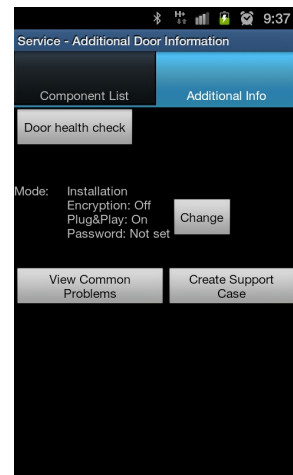 9:37
Service - Additional Door Information
Component List
Additional Info
Door health check
Mode: Installation
Encryption: Off
Plug&Play: On
Password: Not set
Change
View Common
Problems
Create Support
Case